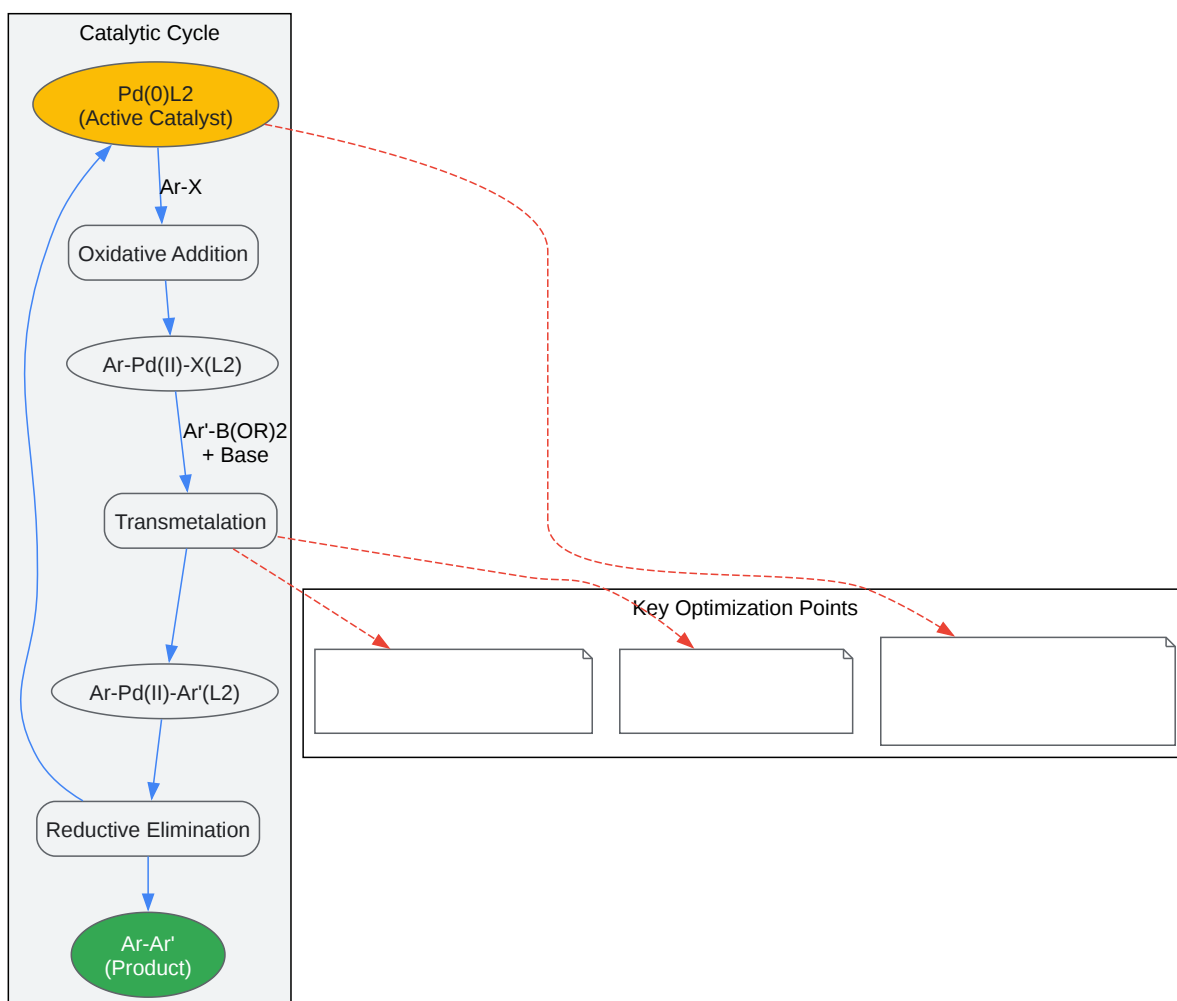 Catalytic Cycle
Pd(0)L2
(Active Catalyst)
Ar-X
Oxidative Addition
Ar-Pd(II)-X(L2)
Ar'-B(OR)2
+ Base
Transmetalation
Key Optimization Points
Ar-Pd(II)-Ar'(L2)
Reductive Elimination
Ar-Ar'
(Product)